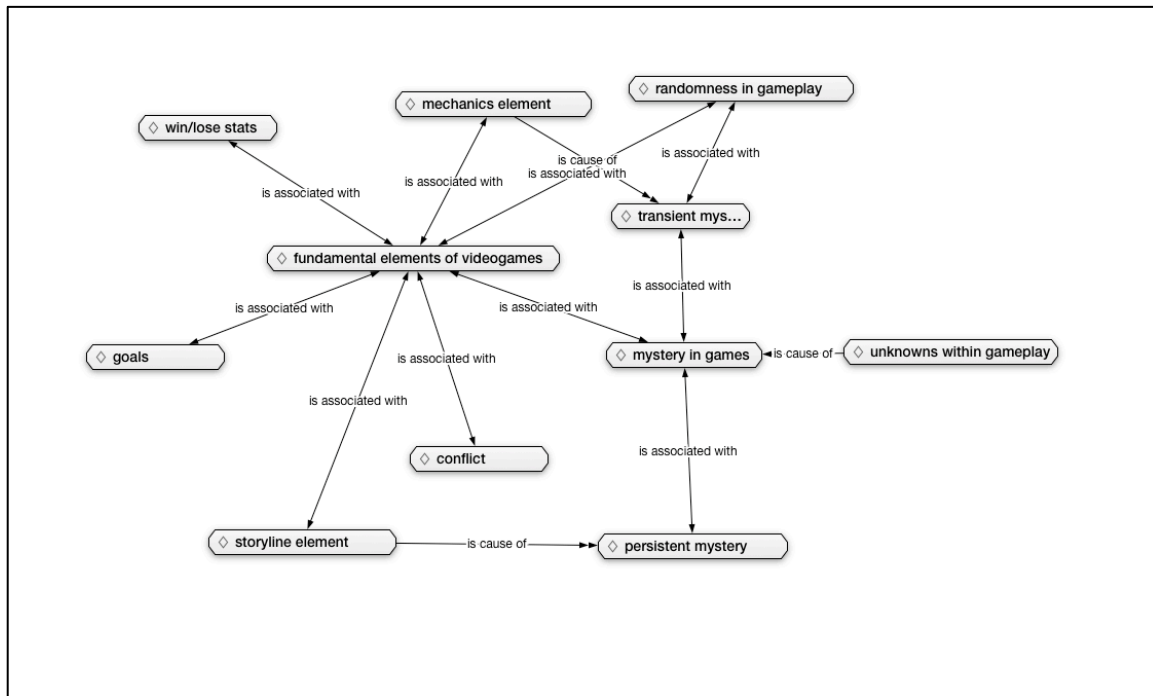 randomness in gameplay
mechanics element
win/lose stats
is cause of
is associated with
is associated with
is associated with
is associated with
transient mys...
fundamental elements of videogames
is associated with
is associated with
is associated with
goals
is associated with
mystery in games
is cause of
unknowns within gameplay
is associated with
is associated with
conflict
storyline element
is cause of
persistent mystery